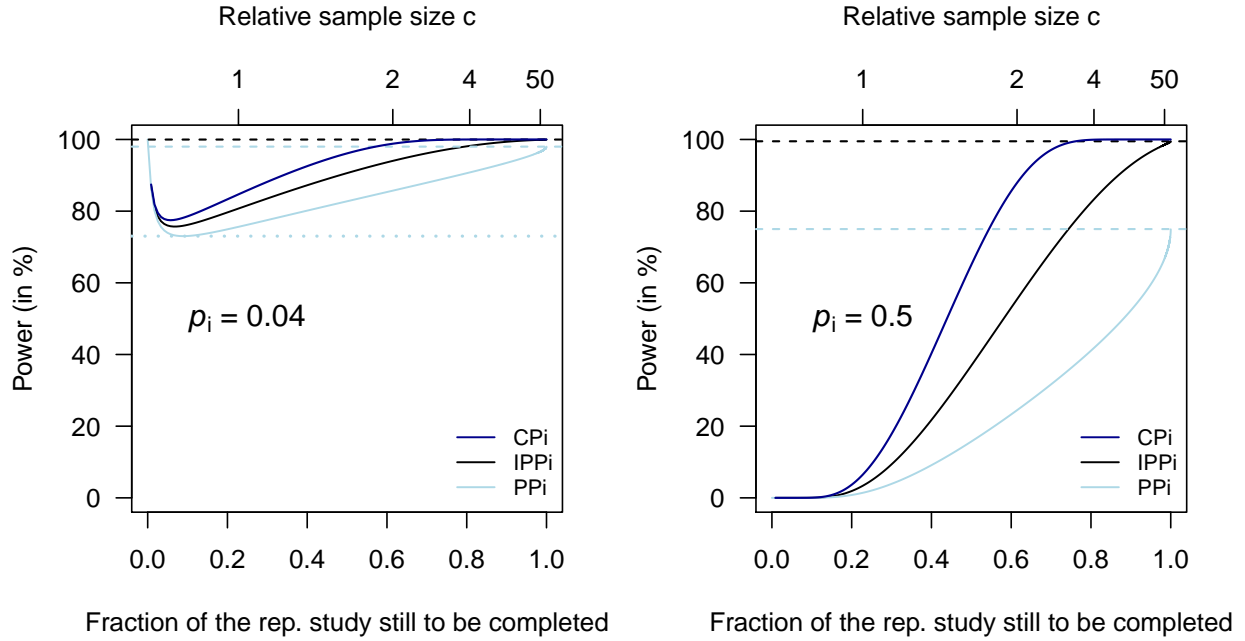 Relative sample size c
1 2 4 50
Power (in %)
100
80
60
40
20
0
pi = 0.04
CPi
IPPi
PPi
0.0 0.2 0.4 0.6 0.8 1.0
Fraction of the rep. study still to be completed
Relative sample size c
1 2 4 50
Power (in %)
100
80
60
40
20
0
pi = 0.5
CPi
IPPi
PPi
0.0 0.2 0.4 0.6 0.8 1.0
Fraction of the rep. study still to be completed